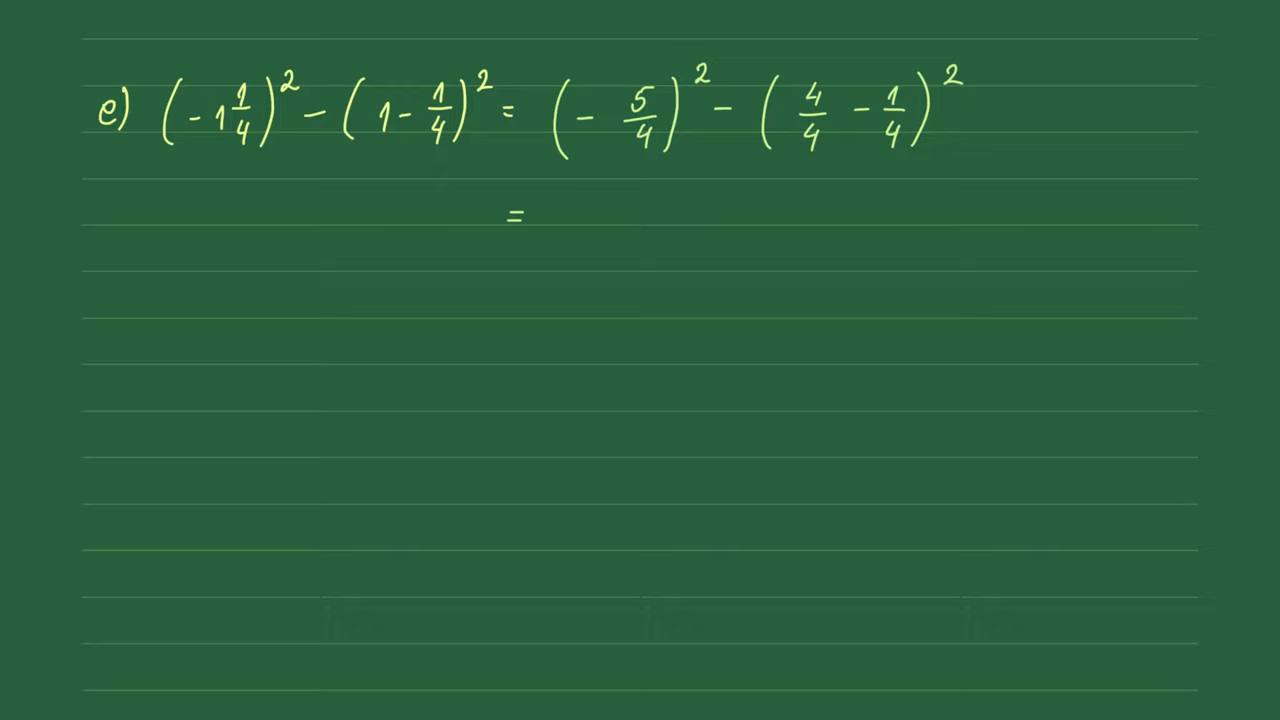 e) (-1 1/4)² - (1 - 1/4)² = (- 5/4)² - (4/4 - 1/4)²
=